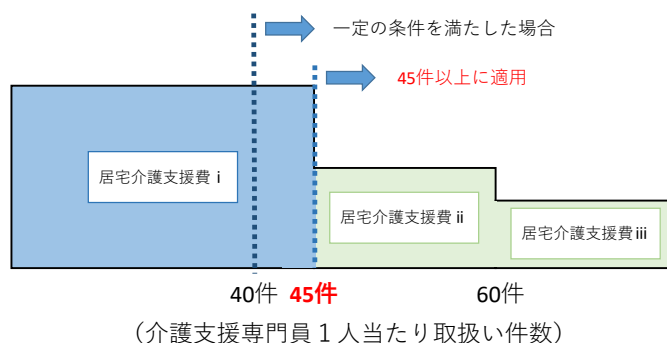 一定の条件を満たした場合
45件以上に適用
居宅介護支援費ⅰ
居宅介護支援費ⅱ
居宅介護支援費ⅲ
40件 45件 60件
（介護支援専門員１人当たり取扱い件数）